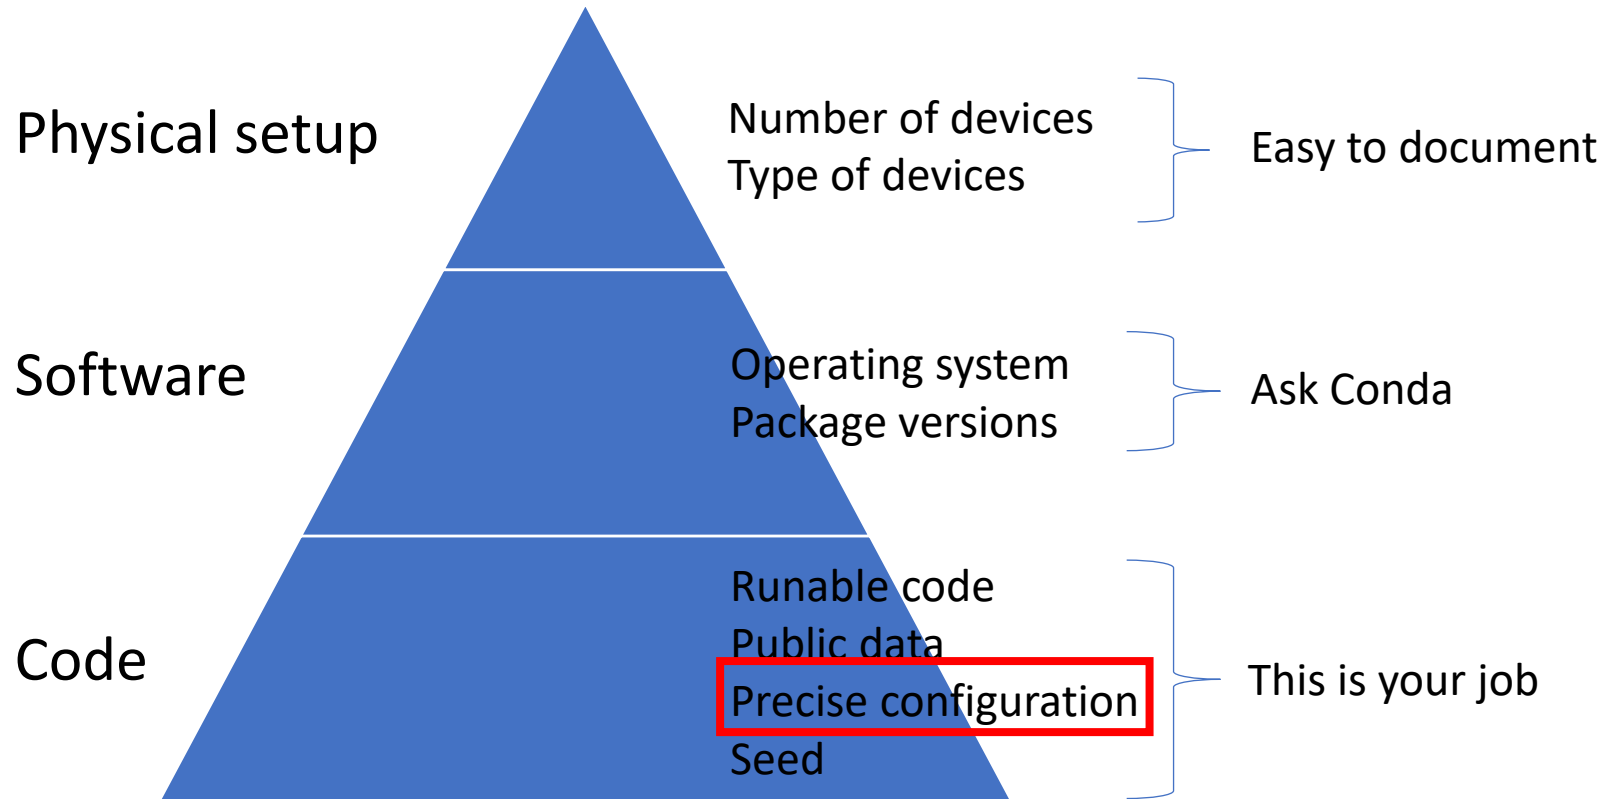 Physical setup
Number of devices
Type of devices
Easy to document
Software
Operating system
Package versions
Ask Conda
Code
Runable code
Public data
Precise configuration
Seed
This is your job